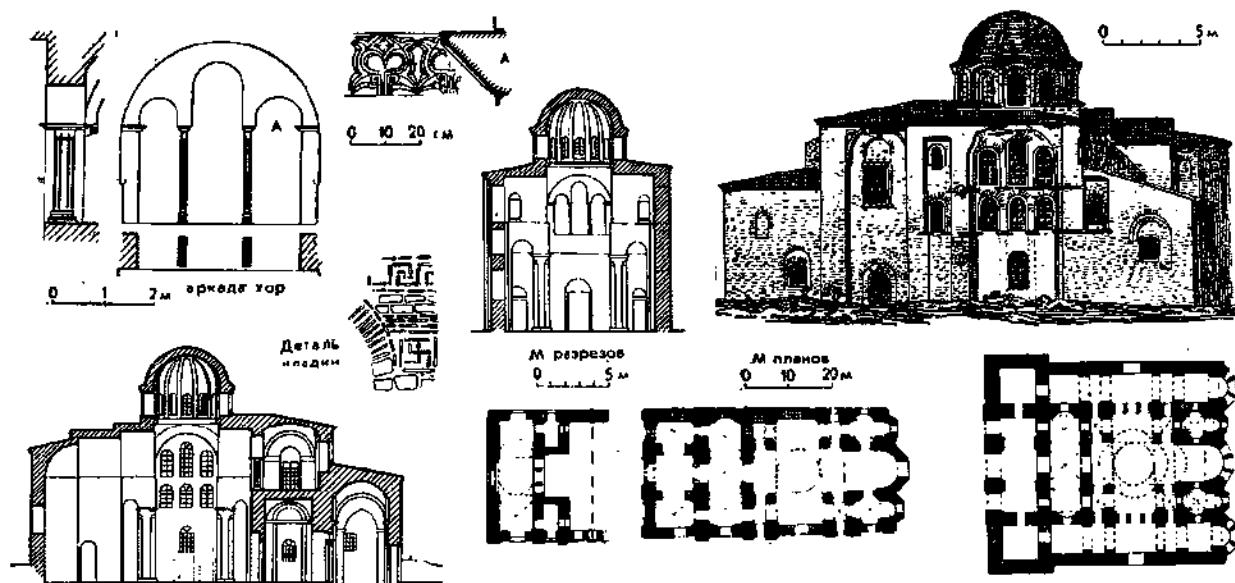 А
А
0 10 20 см
0 5 м
0 1 2 м
аркада хор
Деталь
кладки
М разрезов
0 5 м
М планов
0 10 20 м